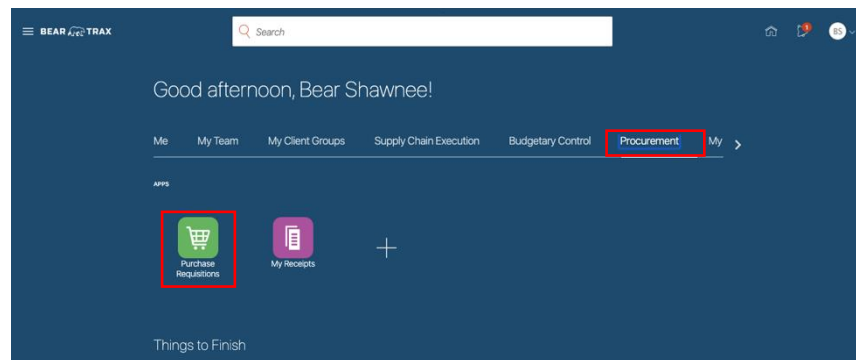 BEAR TRAX
Search
1
BS
Good afternoon, Bear Shawnee!
Me My Team My Client Groups Supply Chain Execution Budgetary Control Procurement My
APPS
Purchase
Requisitions
My Receipts
Things to Finish